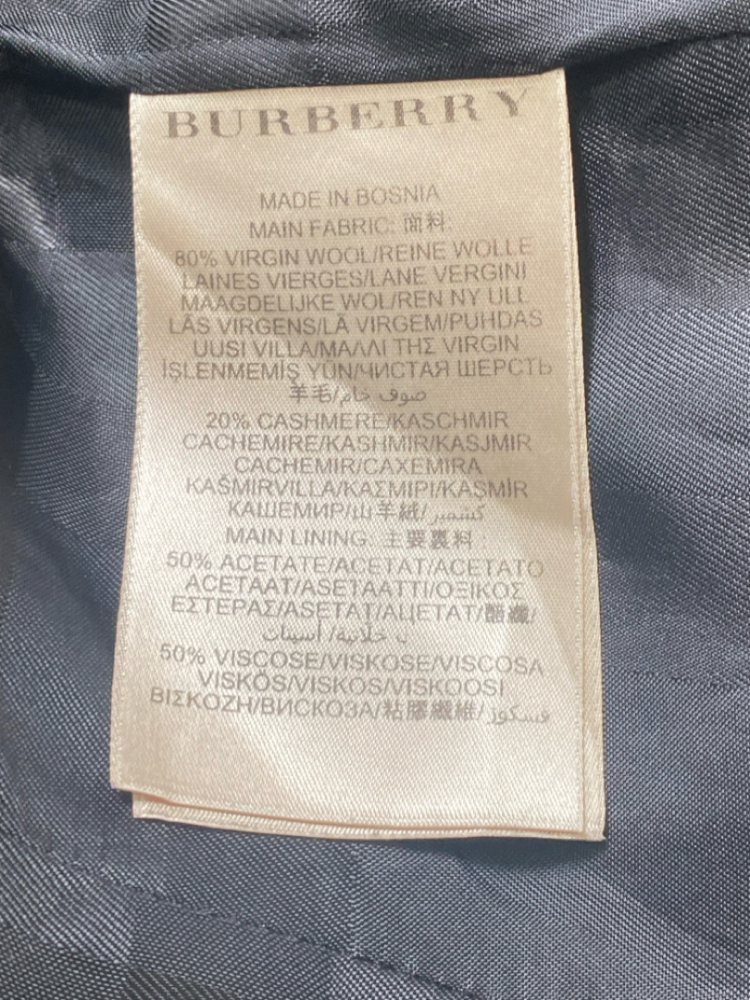 BURBERRY
MADE IN BOSNIA
MAIN FABRIC: 面料:
80% VIRGIN WOOL/REINE WOLLE
LAINES VIERGES/LANE VERGINI
MAAGDELIJKE WOL/REN NY ULL
LÃS VIRGENS/LÃ VIRGEM/PUHDAS
UUSI VILLA/ΜΑΛΛΙ ΤΗΣ VIRGIN
İŞLENMEMİŞ YÜN/ЧИСТАЯ ШЕРСТЬ
羊毛/صوف خام
20% CASHMERE/KASCHMIR
CACHEMIRE/KASHMIR/KASJMIR
CACHEMIR/CAXEMIRA
KAŠMIRVILLA/ΚΑΣΜΙΡΙ/KAŞMİR
КАШЕМИР/山羊絨/كشمير
MAIN LINING: 主要裏料:
50% ACETATE/ACETAT/ACETATO
ACETAAT/ASETAATTI/ΟΞΙΚΟΣ
ΕΣΤΕΡΑΣ/ASETAT/АЦЕТАТ/醋纖/
50% VISCOSE/VISKOSE/VISCOSA
VISKÖS/VISKOS/VISKOOSI
ΒΙΣΚΟΖΗ/ВИСКОЗА/粘膠纖維/فسكوز